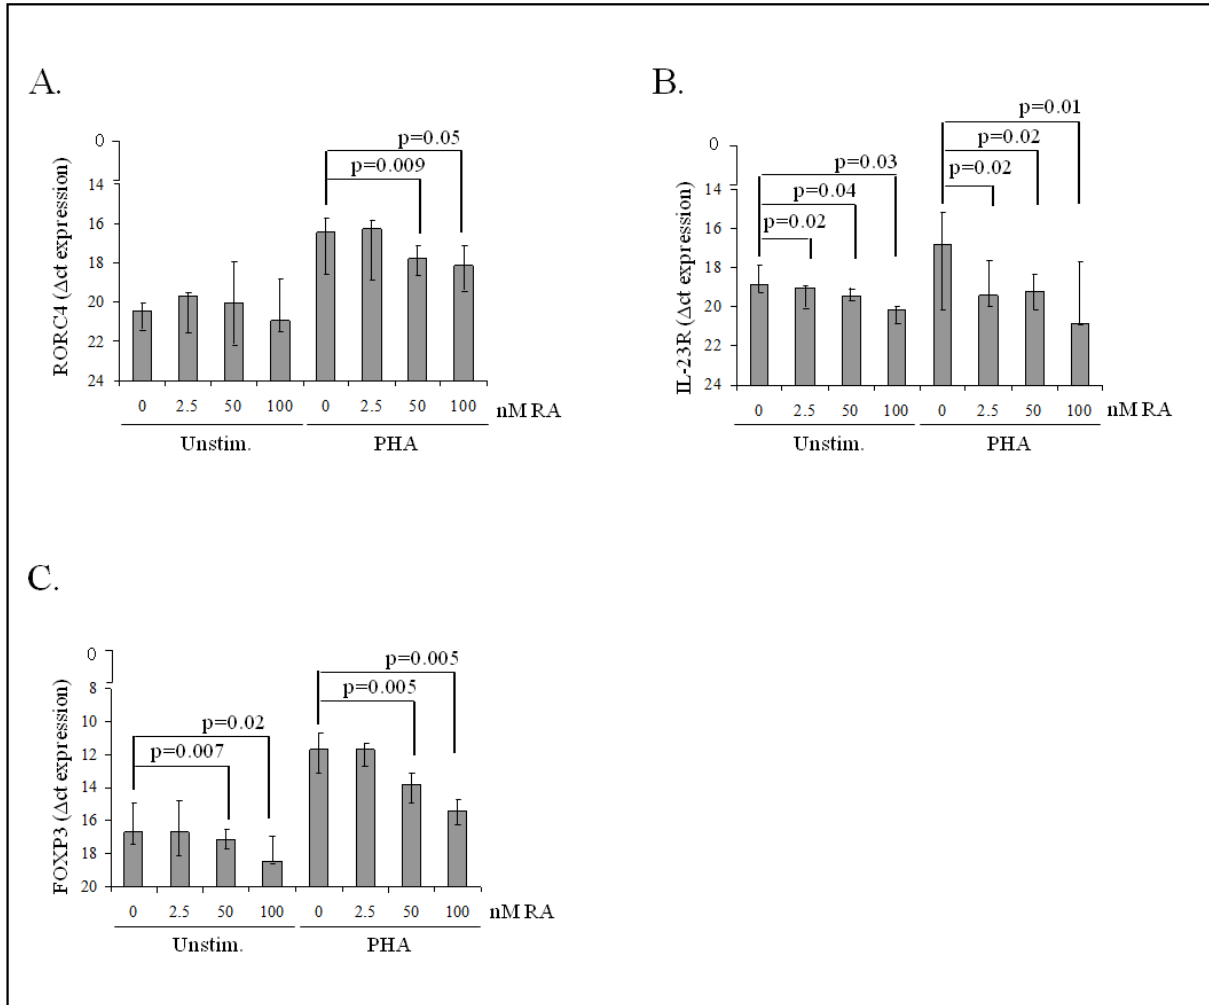 A.
RORC4 (Δct expression)
0
14
16
18
20
22
24
p=0.05
p=0.009
0 2.5 50 100 0 2.5 50 100 nM RA
Unstim. PHA
B.
IL-23R (Δct expression)
0
14
16
18
20
22
24
p=0.03
p=0.04
p=0.02
p=0.01
p=0.02
p=0.02
0 2.5 50 100 0 2.5 50 100 nM RA
Unstim. PHA
C.
FOXP3 (Δct expression)
0
8
10
12
14
16
18
20
p=0.02
p=0.007
p=0.005
p=0.005
0 2.5 50 100 0 2.5 50 100 nM RA
Unstim. PHA